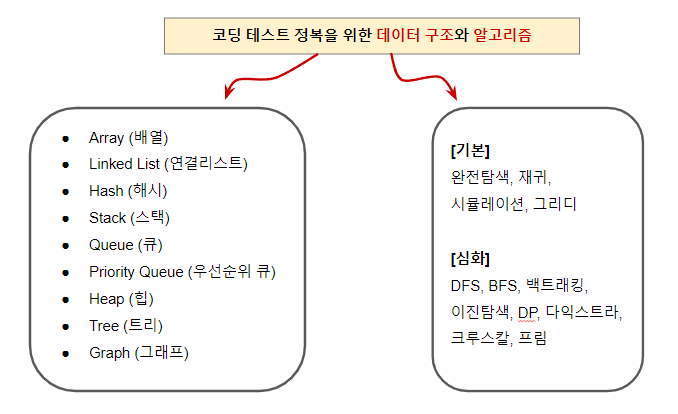 코딩 테스트 정복을 위한 데이터 구조와 알고리즘
● Array (배열)
● Linked List (연결리스트)
● Hash (해시)
● Stack (스택)
● Queue (큐)
● Priority Queue (우선순위 큐)
● Heap (힙)
● Tree (트리)
● Graph (그래프)
[기본]
완전탐색, 재귀,
시뮬레이션, 그리디
[심화]
DFS, BFS, 백트래킹,
이진탐색, DP, 다익스트라,
크루스칼, 프림